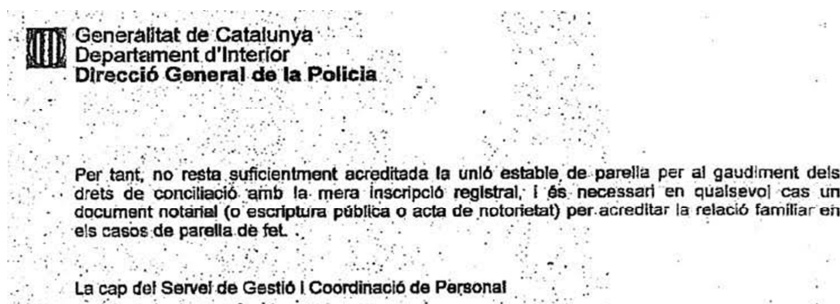 Generalitat de Catalunya
Departament d'Interior
Direcció General de la Policia
Per tant, no resta suficientment acreditada la unió estable de parella per al gaudiment dels
drets de conciliació amb la mera inscripció registral, i és necessari en qualsevol cas un
document notarial (o escriptura pública o acta de notorietat) per acreditar la relació familiar en
els casos de parella de fet.
La cap del Servei de Gestió i Coordinació de Personal